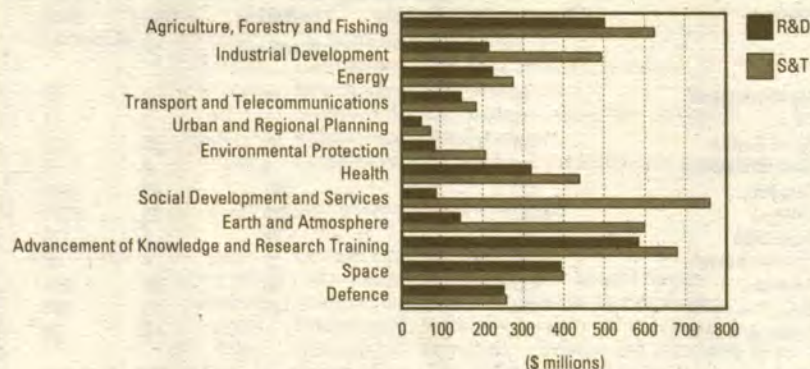 Agriculture, Forestry and Fishing
Industrial Development
Energy
Transport and Telecommunications
Urban and Regional Planning
Environmental Protection
Health
Social Development and Services
Earth and Atmosphere
Advancement of Knowledge and Research Training
Space
Defence
0 100 200 300 400 500 600 700 800
($ millions)
R&D
S&T